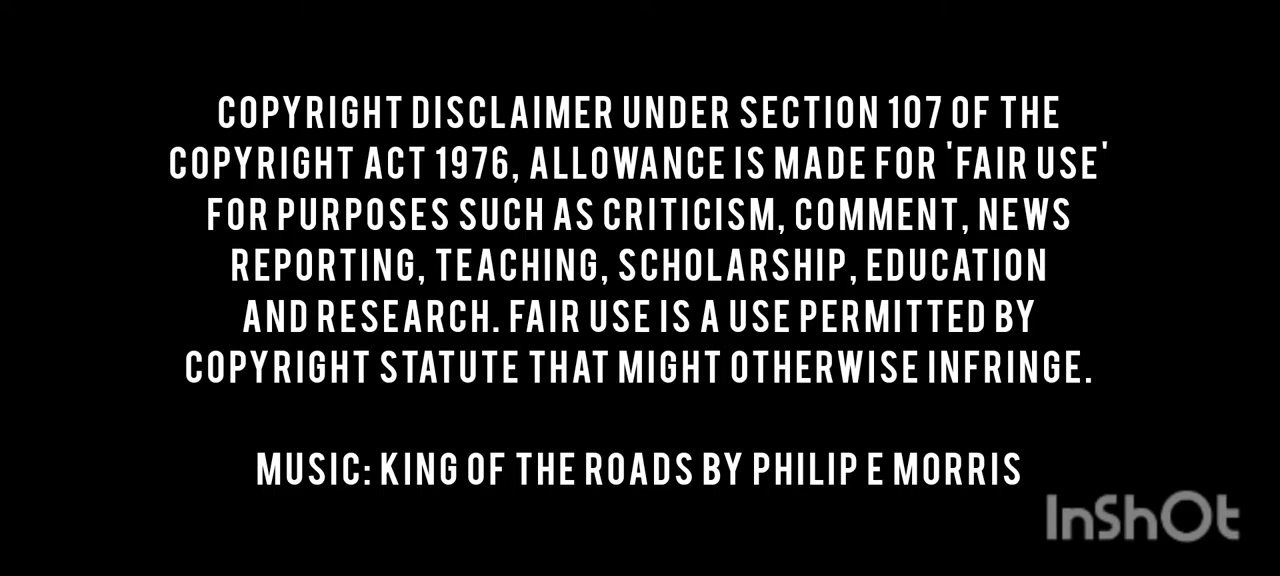 COPYRIGHT DISCLAIMER UNDER SECTION 107 OF THE
COPYRIGHT ACT 1976, ALLOWANCE IS MADE FOR 'FAIR USE'
FOR PURPOSES SUCH AS CRITICISM, COMMENT, NEWS
REPORTING, TEACHING, SCHOLARSHIP, EDUCATION
AND RESEARCH. FAIR USE IS A USE PERMITTED BY
COPYRIGHT STATUTE THAT MIGHT OTHERWISE INFRINGE.
MUSIC: KING OF THE ROADS BY PHILIP E MORRIS
InShOt